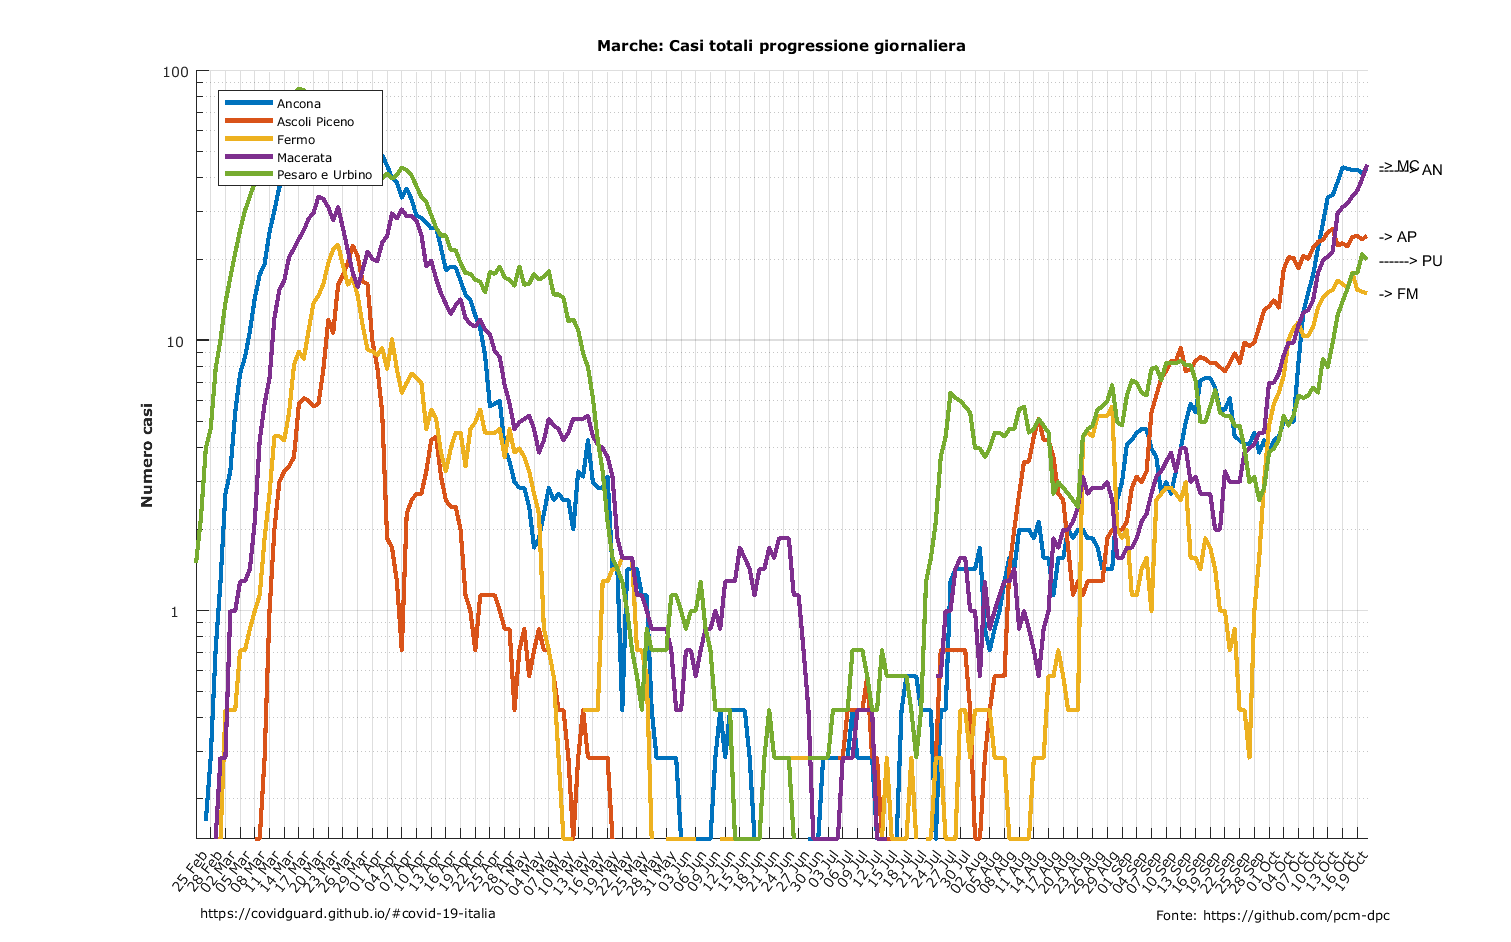 Marche: Casi totali progressione giornaliera
Numero casi
100
10
1
Ancona
Ascoli Piceno
Fermo
Macerata
Pesaro e Urbino
-> MC
------> AN
-> AP
------> PU
-> FM
25 Feb
28 Feb
02 Mar
05 Mar
08 Mar
11 Mar
14 Mar
17 Mar
20 Mar
23 Mar
26 Mar
29 Mar
01 Apr
04 Apr
07 Apr
10 Apr
13 Apr
16 Apr
19 Apr
22 Apr
25 Apr
28 Apr
01 May
04 May
07 May
10 May
13 May
16 May
19 May
22 May
25 May
28 May
31 May
03 Jun
06 Jun
09 Jun
12 Jun
15 Jun
18 Jun
21 Jun
24 Jun
27 Jun
30 Jun
03 Jul
06 Jul
09 Jul
12 Jul
15 Jul
18 Jul
21 Jul
24 Jul
27 Jul
30 Jul
02 Aug
05 Aug
08 Aug
11 Aug
14 Aug
17 Aug
20 Aug
23 Aug
26 Aug
29 Aug
01 Sep
04 Sep
07 Sep
10 Sep
13 Sep
16 Sep
19 Sep
22 Sep
25 Sep
28 Sep
01 Oct
04 Oct
07 Oct
10 Oct
13 Oct
16 Oct
19 Oct
https://covidguard.github.io/#covid-19-italia
Fonte: https://github.com/pcm-dpc